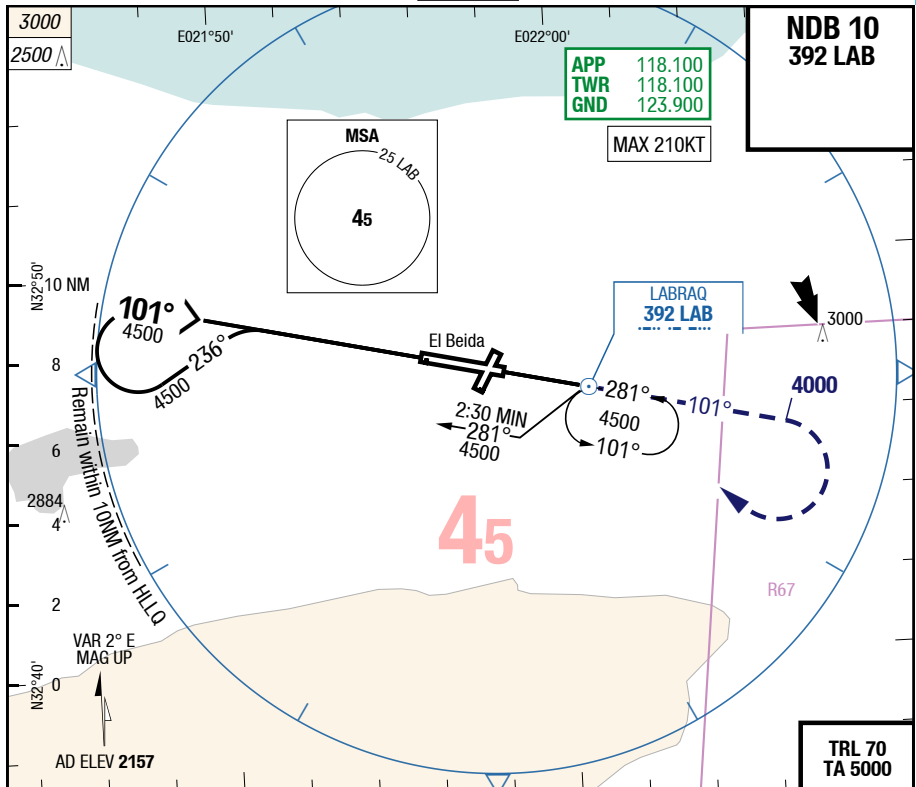 3000
2500
E021°50'
E022°00'
NDB 10
392 LAB
APP 118.100
TWR 118.100
GND 123.900
MAX 210KT
MSA
25 LAB
45
N32°50'
10 NM
101°
4500
236°
4500
El Beida
LABRAQ
392 LAB
3000
8
281°
4500
101°
101°
4000
2:30 MIN
281°
4500
6
Remain within 10NM from HLLQ
2884
4
45
2
R67
VAR 2° E
MAG UP
N32°40'
0
AD ELEV 2157
TRL 70
TA 5000